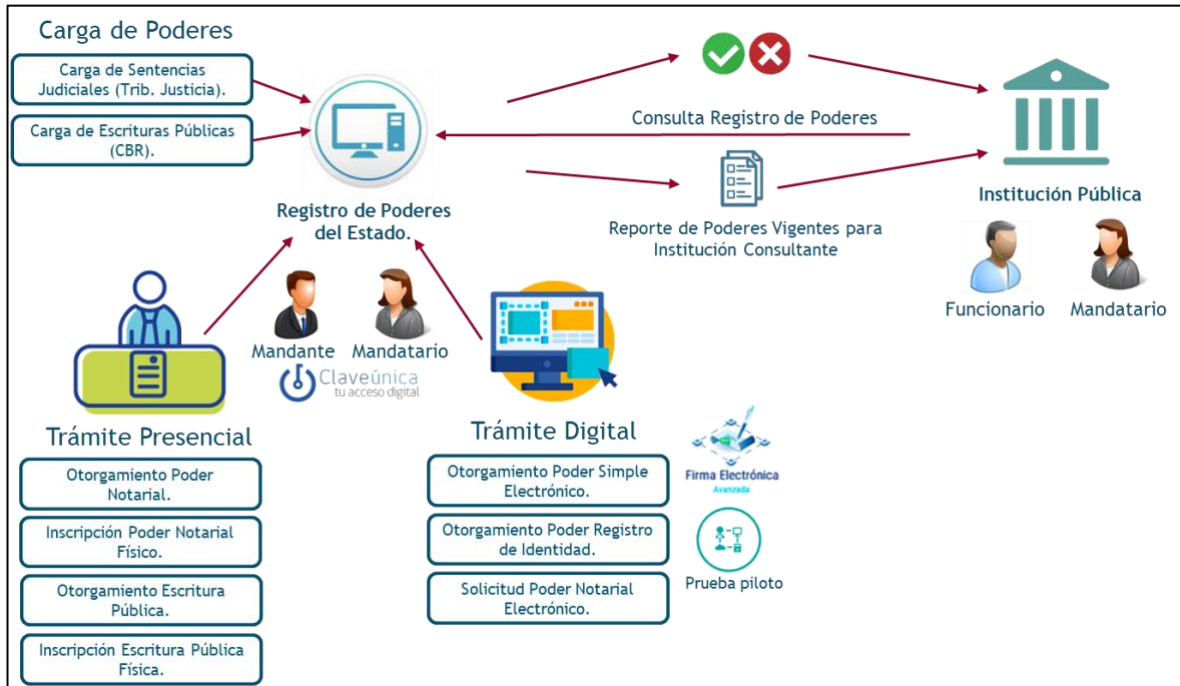 Carga de Poderes
Carga de Sentencias
Judiciales (Trib. Justicia).
Carga de Escrituras Públicas
(CBR).
Registro de Poderes
del Estado.
Consulta Registro de Poderes
Reporte de Poderes Vigentes para
Institución Consultante
Institución Pública
Funcionario
Mandatario
Mandante
Mandatario
Claveúnica
tu acceso digital
Trámite Presencial
Otorgamiento Poder
Notarial.
Inscripción Poder Notarial
Físico.
Otorgamiento Escritura
Pública.
Inscripción Escritura Pública
Física.
Trámite Digital
Otorgamiento Poder Simple
Electrónico.
Otorgamiento Poder Registro
de Identidad.
Solicitud Poder Notarial
Electrónico.
Firma Electrónica
Avanzada
Prueba piloto